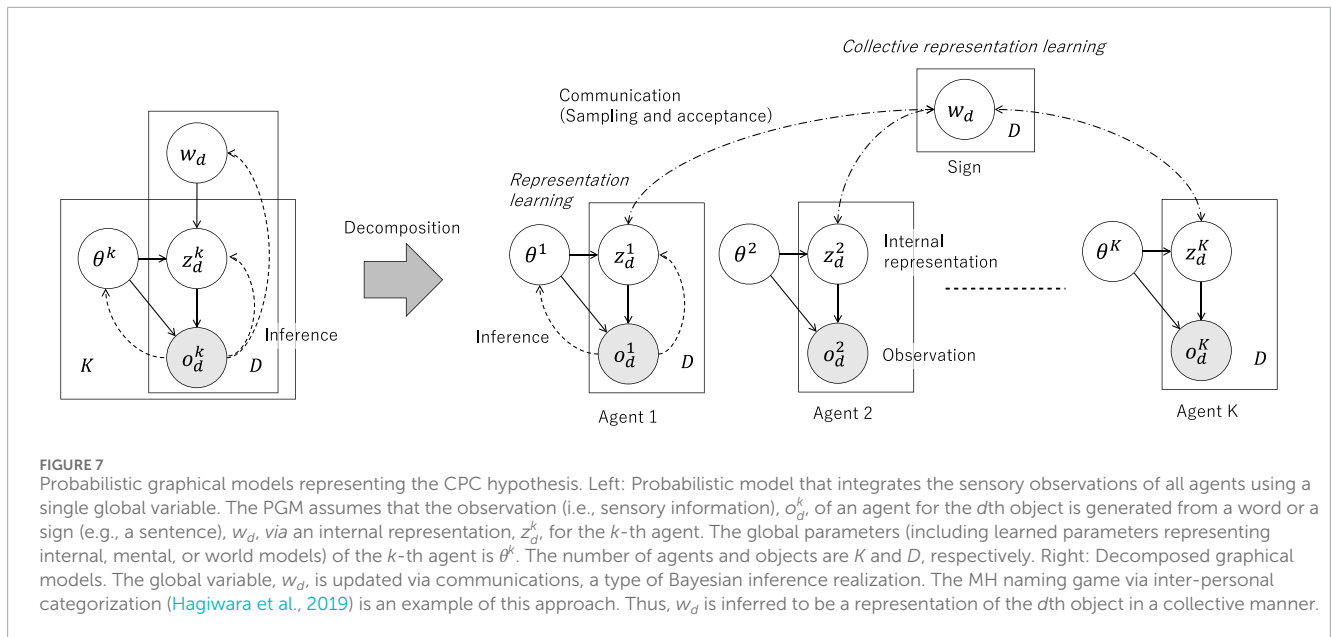 Collective representation learning
Communication
(Sampling and acceptance)
w_d
D
Sign
w_d
Representation
learning
Decomposition
θ^k
z_d^k
θ^1
z_d^1
θ^2
z_d^2
Internal
representation
θ^K
z_d^K
Inference
Inference
K
o_d^k
D
o_d^1
D
o_d^2
Observation
o_d^K
D
Agent 1
Agent 2
Agent K
FIGURE 7
Probabilistic graphical models representing the CPC hypothesis. Left: Probabilistic model that integrates the sensory observations of all agents using a
single global variable. The PGM assumes that the observation (i.e., sensory information), o_d^k, of an agent for the dth object is generated from a word or a
sign (e.g., a sentence), w_d, via an internal representation, z_d^k, for the k-th agent. The global parameters (including learned parameters representing
internal, mental, or world models) of the k-th agent is θ^k. The number of agents and objects are K and D, respectively. Right: Decomposed graphical
models. The global variable, w_d, is updated via communications, a type of Bayesian inference realization. The MH naming game via inter-personal
categorization (Hagiwara et al., 2019) is an example of this approach. Thus, w_d is inferred to be a representation of the dth object in a collective manner.